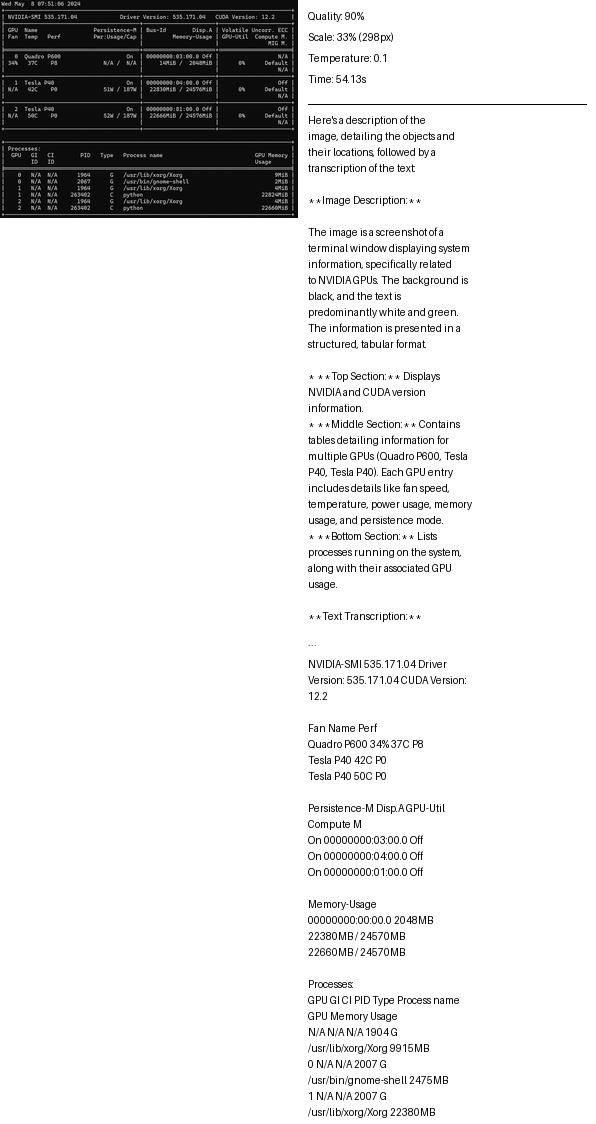 Wed May 8 07:51:06 2024
NVIDIA-SMI 535.171.04 Driver Version: 535.171.04 CUDA Version: 12.2
GPU Name Persistence-M | Bus-Id Disp.A | Volatile Uncorr. ECC
Fan Temp Perf Pwr:Usage/Cap | Memory-Usage | GPU-Util Compute M.
MIG M.
0 Quadro P600 On | 00000000:03:00.0 Off | N/A
34% 37C P8 N/A / N/A | 14MiB / 2048MiB | 0% Default
N/A
1 Tesla P40 On | 00000000:04:00.0 Off | Off
N/A 42C P0 51W / 187W | 22830MiB / 24576MiB | 0% Default
N/A
2 Tesla P40 On | 00000000:81:00.0 Off | Off
N/A 50C P0 52W / 187W | 22666MiB / 24576MiB | 0% Default
N/A
Processes:
GPU GI CI PID Type Process name GPU Memory
ID ID Usage
0 N/A N/A 1964 G /usr/lib/xorg/Xorg 9MiB
0 N/A N/A 2067 G /usr/bin/gnome-shell 2MiB
1 N/A N/A 1964 G /usr/lib/xorg/Xorg 4MiB
1 N/A N/A 263402 C python 22824MiB
2 N/A N/A 1964 G /usr/lib/xorg/Xorg 4MiB
2 N/A N/A 263402 C python 22660MiB
Quality: 90%
Scale: 33% (298px)
Temperature: 0.1
Time: 54.13s
Here's a description of the
image, detailing the objects and
their locations, followed by a
transcription of the text:
**Image Description:**
The image is a screenshot of a
terminal window displaying system
information, specifically related
to NVIDIA GPUs. The background is
black, and the text is
predominantly white and green.
The information is presented in a
structured, tabular format.
* **Top Section:** Displays
NVIDIA and CUDA version
information.
* **Middle Section:** Contains
tables detailing information for
multiple GPUs (Quadro P600, Tesla
P40, Tesla P40). Each GPU entry
includes details like fan speed,
temperature, power usage, memory
usage, and persistence mode.
* **Bottom Section:** Lists
processes running on the system,
along with their associated GPU
usage.
**Text Transcription:**
```
NVIDIA-SMI 535.171.04 Driver
Version: 535.171.04 CUDA Version:
12.2
Fan Name Perf
Quadro P600 34% 37C P8
Tesla P40 42C P0
Tesla P40 50C P0
Persistence-M Disp.A GPU-Util
Compute M
On 00000000:03:00.0 Off
On 00000000:04:00.0 Off
On 00000000:01:00.0 Off
Memory-Usage
00000000:00:00.0 2048MB
22380MB / 24570MB
22660MB / 24570MB
Processes:
GPU GI CI PID Type Process name
GPU Memory Usage
N/A N/A N/A 1904 G
/usr/lib/xorg/Xorg 9915MB
0 N/A N/A 2007 G
/usr/bin/gnome-shell 2475MB
1 N/A N/A 2007 G
/usr/lib/xorg/Xorg 22380MB